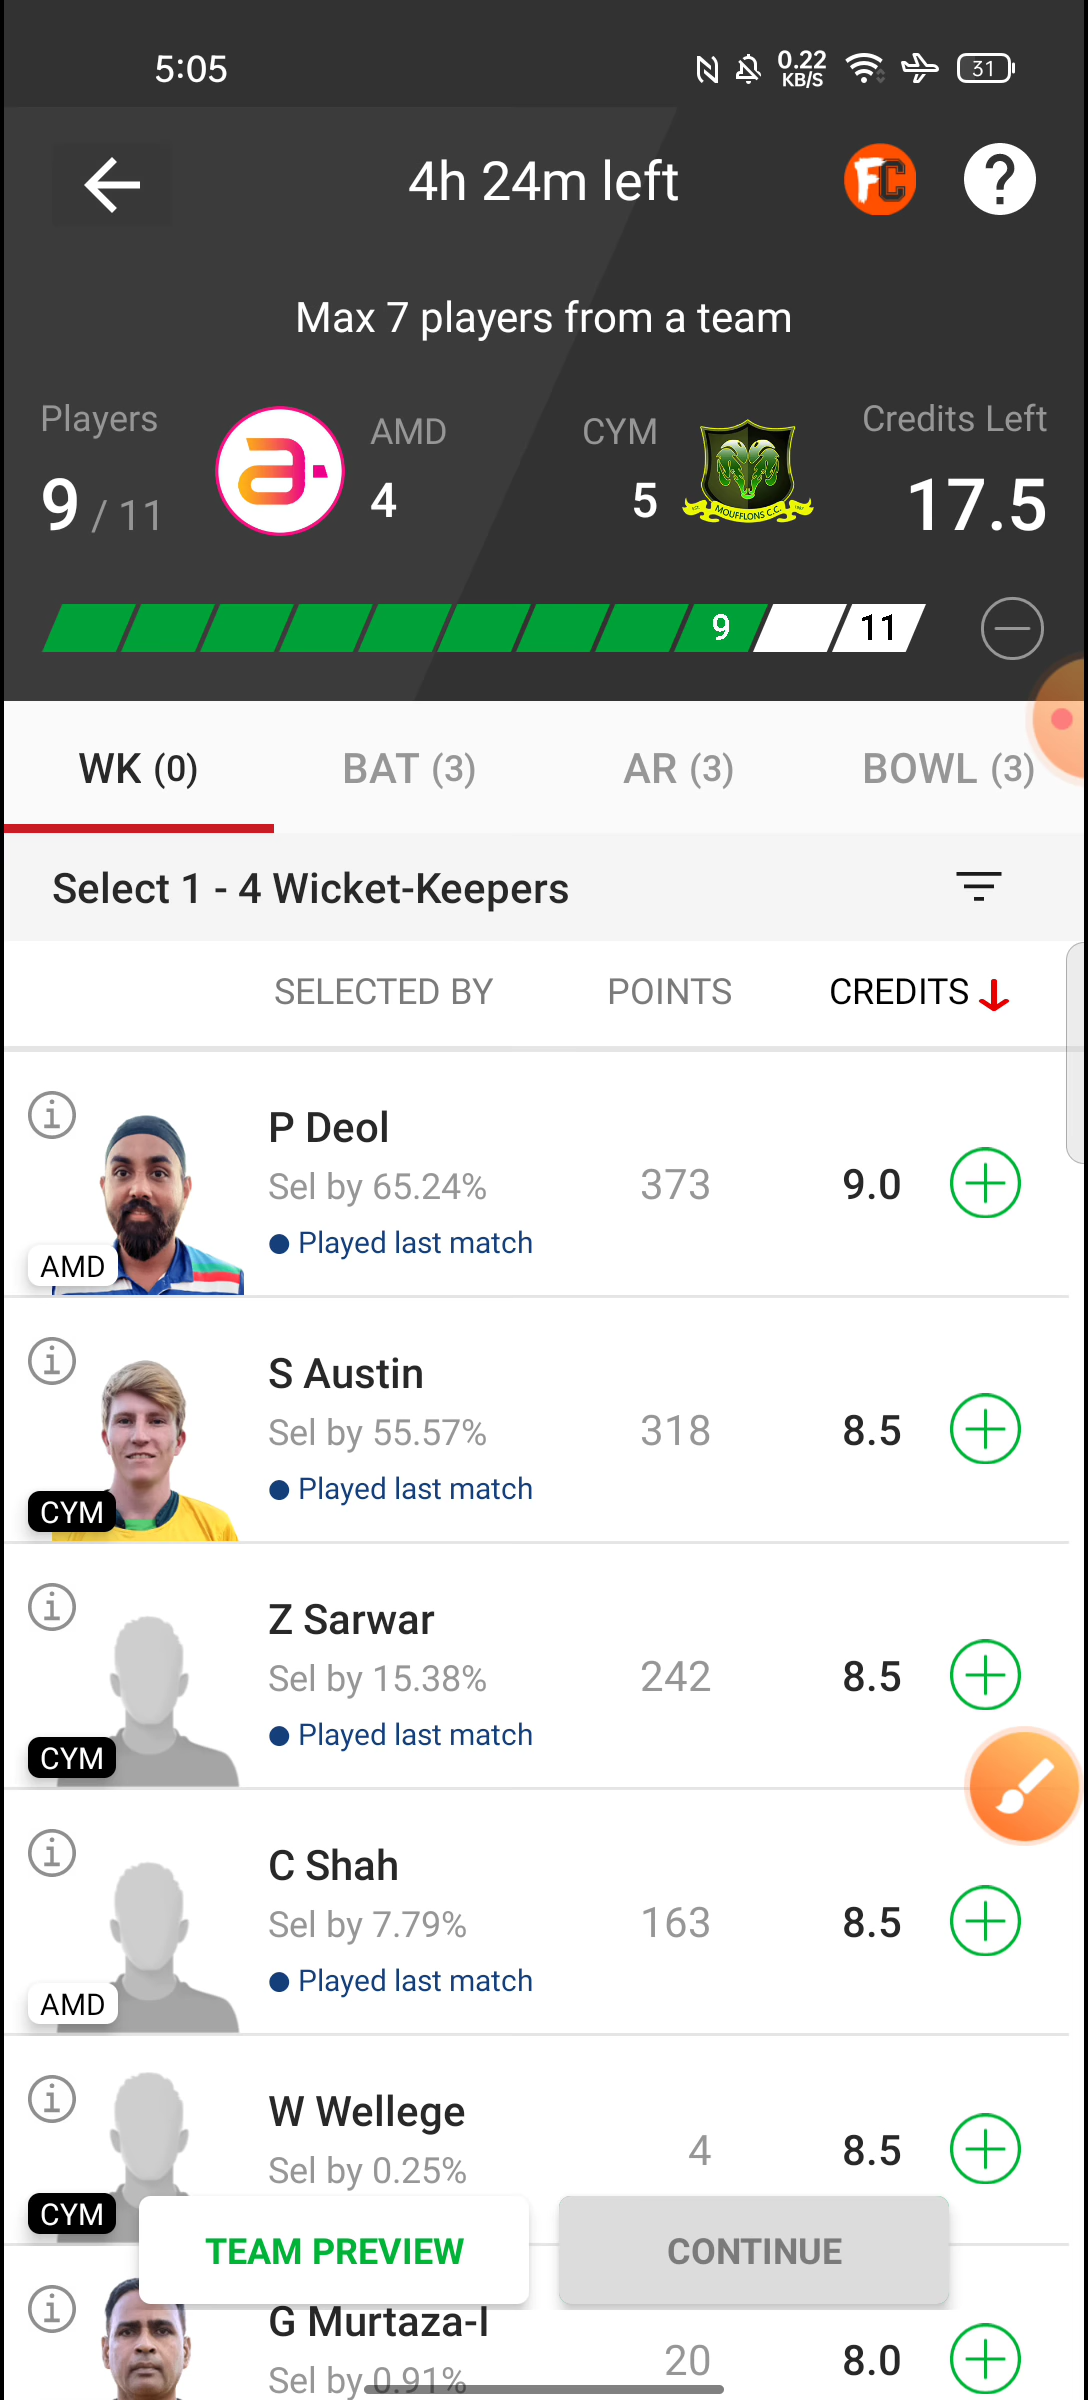 5:05
0.22
KB/S
31
4h 24m left
FC
?
Max 7 players from a team
Players
AMD
CYM
Credits Left
9 / 11
4
5
17.5
MOUFFLONS C.C.
9
11
WK (0)
BAT (3)
AR (3)
BOWL (3)
Select 1 - 4 Wicket-Keepers
SELECTED BY
POINTS
CREDITS
P Deol
Sel by 65.24%
373
9.0
Played last match
AMD
S Austin
Sel by 55.57%
318
8.5
Played last match
CYM
Z Sarwar
Sel by 15.38%
242
8.5
Played last match
CYM
C Shah
Sel by 7.79%
163
8.5
Played last match
AMD
W Wellege
Sel by 0.25%
4
8.5
CYM
TEAM PREVIEW
CONTINUE
G Murtaza-I
Sel by 0.91%
20
8.0